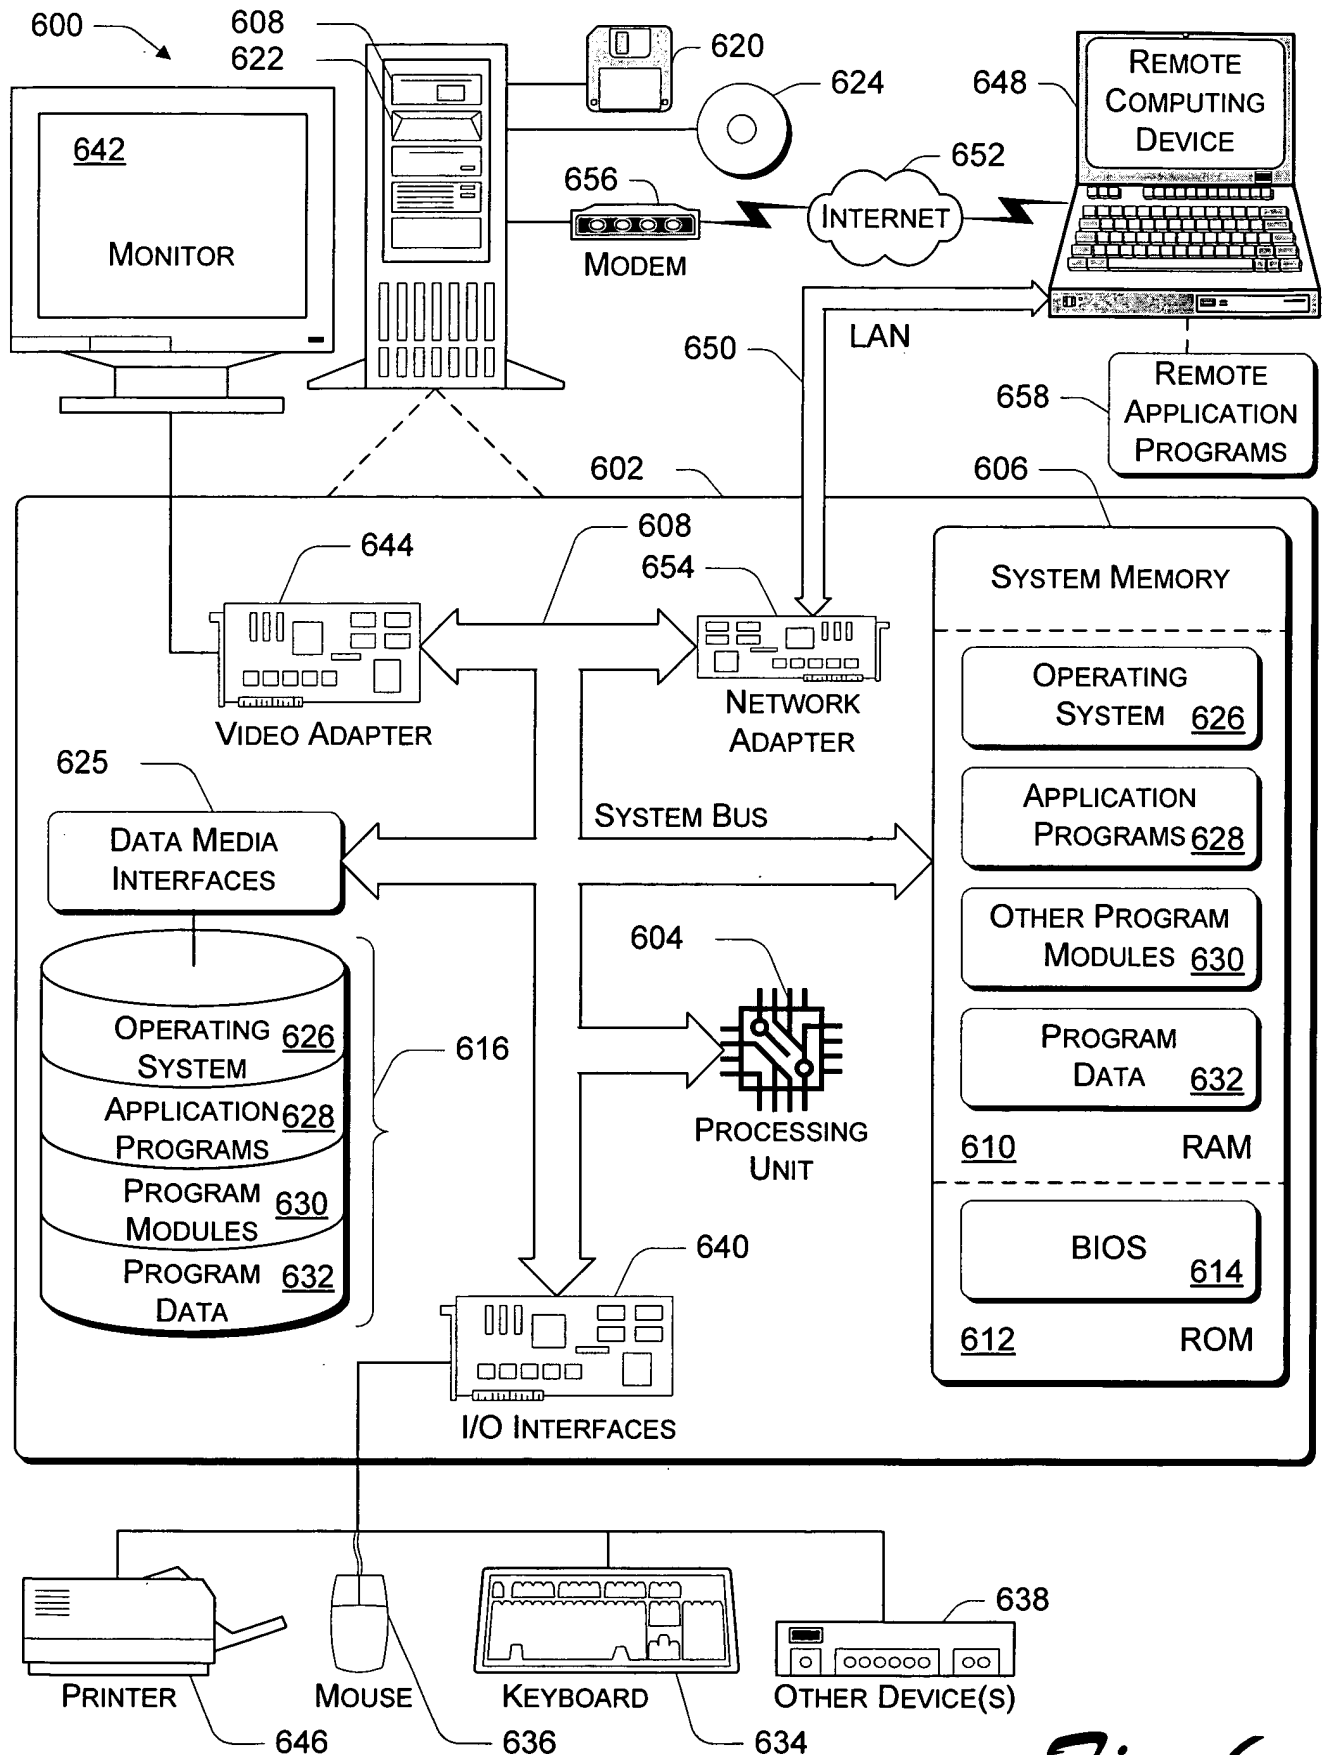 600
608
622
620
624
648
REMOTE
COMPUTING
DEVICE
642
MONITOR
656
MODEM
652
INTERNET
650
LAN
658
REMOTE
APPLICATION
PROGRAMS
602
606
608
644
654
VIDEO ADAPTER
NETWORK
ADAPTER
SYSTEM MEMORY
OPERATING
SYSTEM 626
APPLICATION
PROGRAMS 628
OTHER PROGRAM
MODULES 630
PROGRAM
DATA 632
610 RAM
BIOS
614
612 ROM
625
DATA MEDIA
INTERFACES
SYSTEM BUS
604
PROCESSING
UNIT
OPERATING 626
SYSTEM
APPLICATION 628
PROGRAMS
PROGRAM 630
MODULES
PROGRAM 632
DATA
616
640
I/O INTERFACES
PRINTER
646
MOUSE
636
KEYBOARD
634
638
OTHER DEVICE(S)